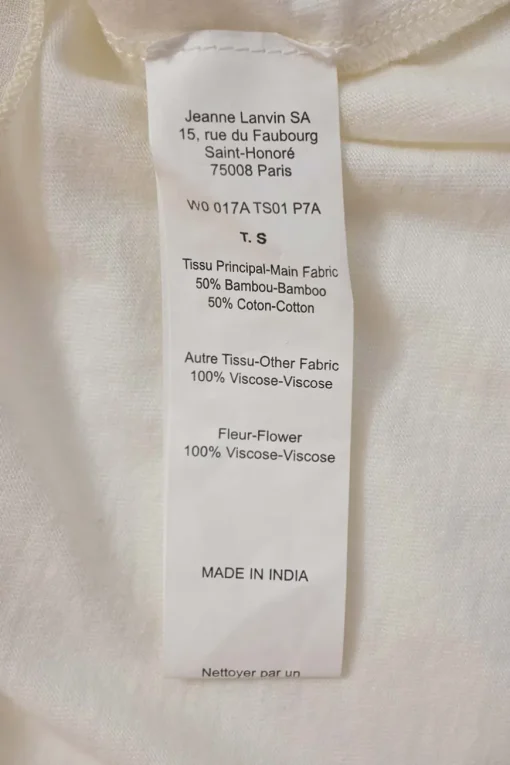 Jeanne Lanvin SA
15, rue du Faubourg
Saint-Honoré
75008 Paris
W0 017A TS01 P7A
T. S
Tissu Principal-Main Fabric
50% Bambou-Bamboo
50% Coton-Cotton
Autre Tissu-Other Fabric
100% Viscose-Viscose
Fleur-Flower
100% Viscose-Viscose
MADE IN INDIA
Nettoyer par un